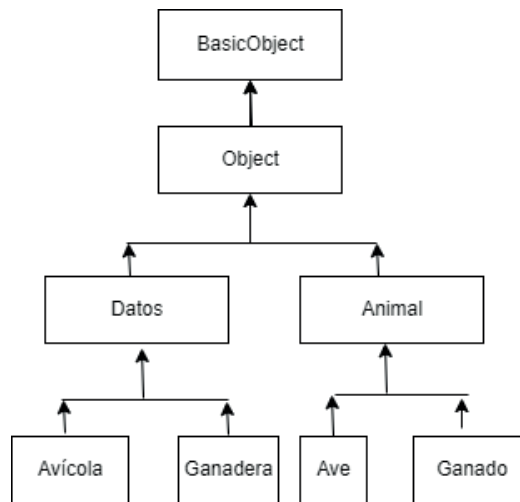 BasicObject
Object
Datos
Animal
Avícola
Ganadera
Ave
Ganado